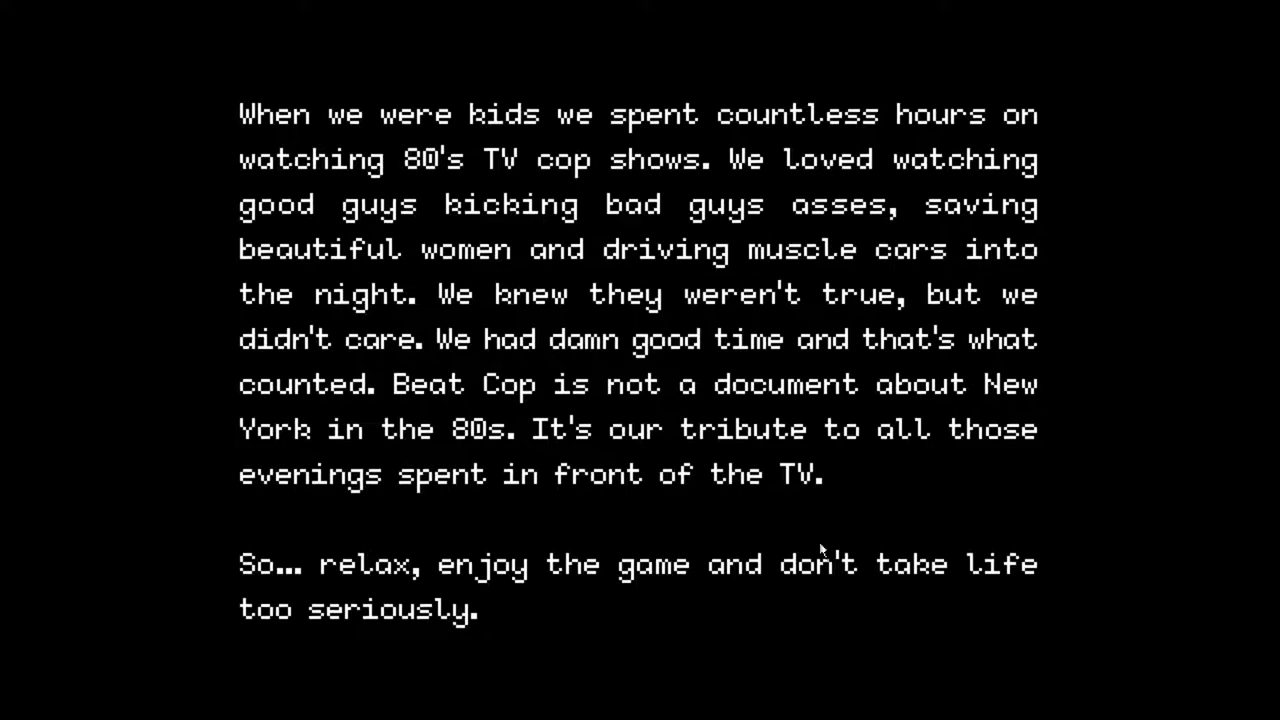 When we were kids we spent countless hours on
watching 80's TV cop shows. We loved watching
good guys kicking bad guys asses, saving
beautiful women and driving muscle cars into
the night. We knew they weren't true, but we
didn't care. We had damn good time and that's what
counted. Beat Cop is not a document about New
York in the 80s. It's our tribute to all those
evenings spent in front of the TV.
So... relax, enjoy the game and don't take life
too seriously.